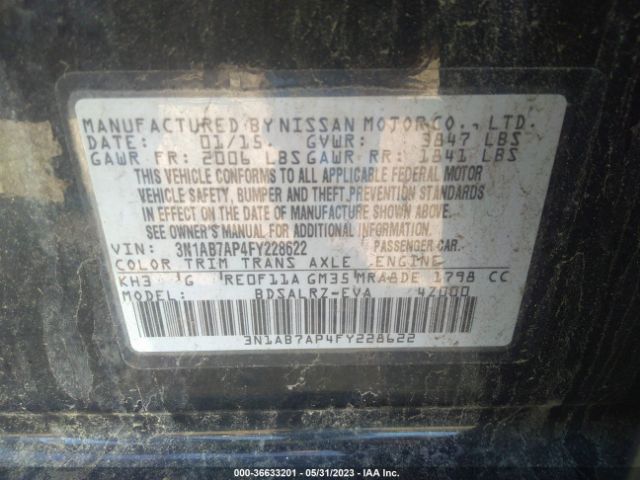 MANUFACTURED BY NISSAN MOTOR CO., LTD.
DATE: 01/15 GVWR: 3847 LBS
GAWR FR: 2006 LBS GAWR RR: 1841 LBS
THIS VEHICLE CONFORMS TO ALL APPLICABLE FEDERAL MOTOR
VEHICLE SAFETY, BUMPER AND THEFT PREVENTION STANDARDS
IN EFFECT ON THE DATE OF MANUFACTURE SHOWN ABOVE.
SEE OWNER'S MANUAL FOR ADDITIONAL INFORMATION.
VIN: 3N1AB7AP4FY228622 PASSENGER CAR
COLOR TRIM TRANS AXLE ENGINE
KH3 G RE0F11A GM35 MRA8DE 1798 CC
MODEL: BDSALRZ-EVA 42000
3N1AB7AP4FY228622
000-36633201 - 05/31/2023 - IAA Inc.